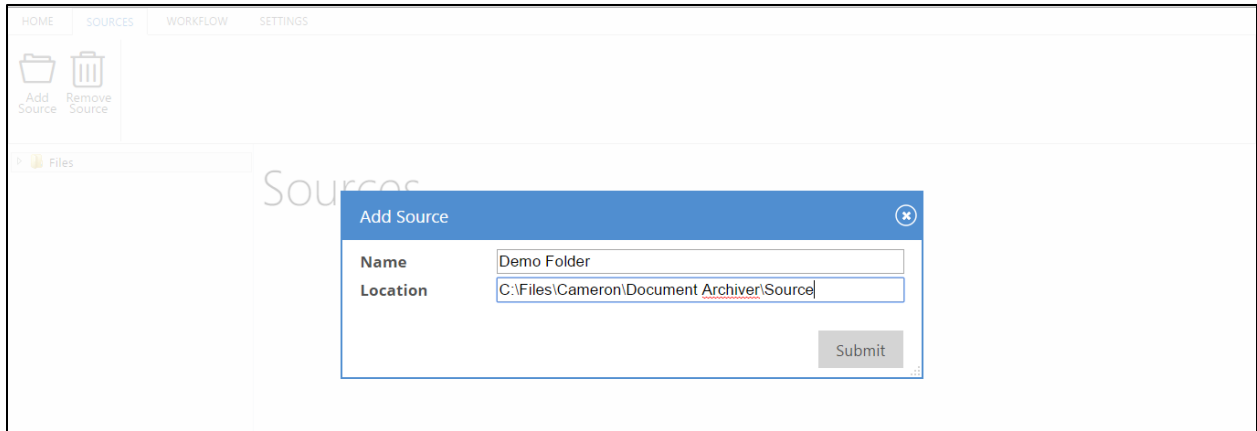 HOME SOURCES WORKFLOW SETTINGS
Add Remove
Source Source
Files
Sources
Add Source
Name Demo Folder
Location C:\Files\Cameron\Document Archiver\Source
Submit